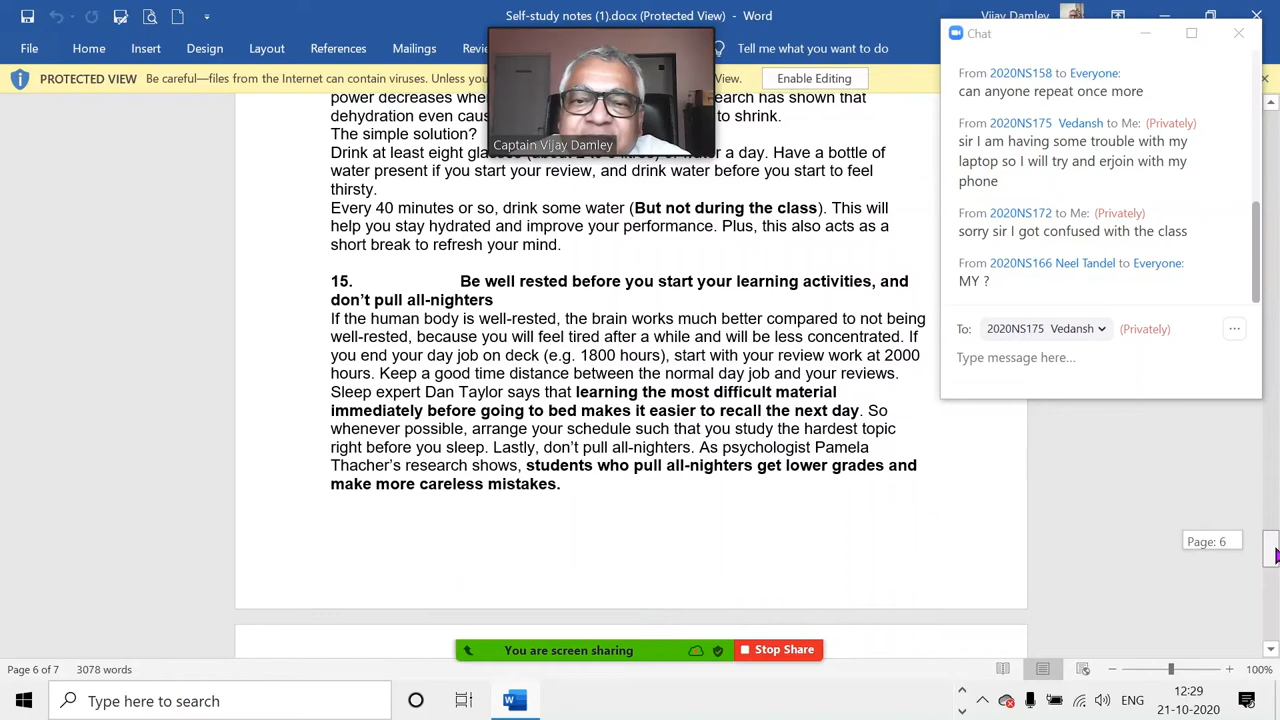 Self-study notes (1).docx (Protected View) - Word
File Home Insert Design Layout References Mailings Tell me what you want to do
PROTECTED VIEW Be careful—files from the Internet can contain viruses. Unless you View. Enable Editing
power decreases whe earch has shown that
dehydration even caus to shrink.
The simple solution?
Drink at least eight glasses water a day. Have a bottle of
water present if you start your review, and drink water before you start to feel
thirsty.
Every 40 minutes or so, drink some water (But not during the class). This will
help you stay hydrated and improve your performance. Plus, this also acts as a
short break to refresh your mind.
15. Be well rested before you start your learning activities, and
don’t pull all-nighters
If the human body is well-rested, the brain works much better compared to not being
well-rested, because you will feel tired after a while and will be less concentrated. If
you end your day job on deck (e.g. 1800 hours), start with your review work at 2000
hours. Keep a good time distance between the normal day job and your reviews.
Sleep expert Dan Taylor says that learning the most difficult material
immediately before going to bed makes it easier to recall the next day. So
whenever possible, arrange your schedule such that you study the hardest topic
right before you sleep. Lastly, don’t pull all-nighters. As psychologist Pamela
Thacher’s research shows, students who pull all-nighters get lower grades and
make more careless mistakes.
Captain Vijay Damley
Chat
From 2020NS158 to Everyone:
can anyone repeat once more
From 2020NS175 Vedansh to Me: (Privately)
sir I am having some trouble with my
laptop so I will try and erjoin with my
phone
From 2020NS172 to Me: (Privately)
sorry sir I got confused with the class
From 2020NS166 Neel Tandel to Everyone:
MY ?
To: 2020NS175 Vedansh (Privately)
Type message here...
Page: 6
You are screen sharing Stop Share
Page 6 of 7 3078 words 100%
Type here to search ENG
12:29
21-10-2020